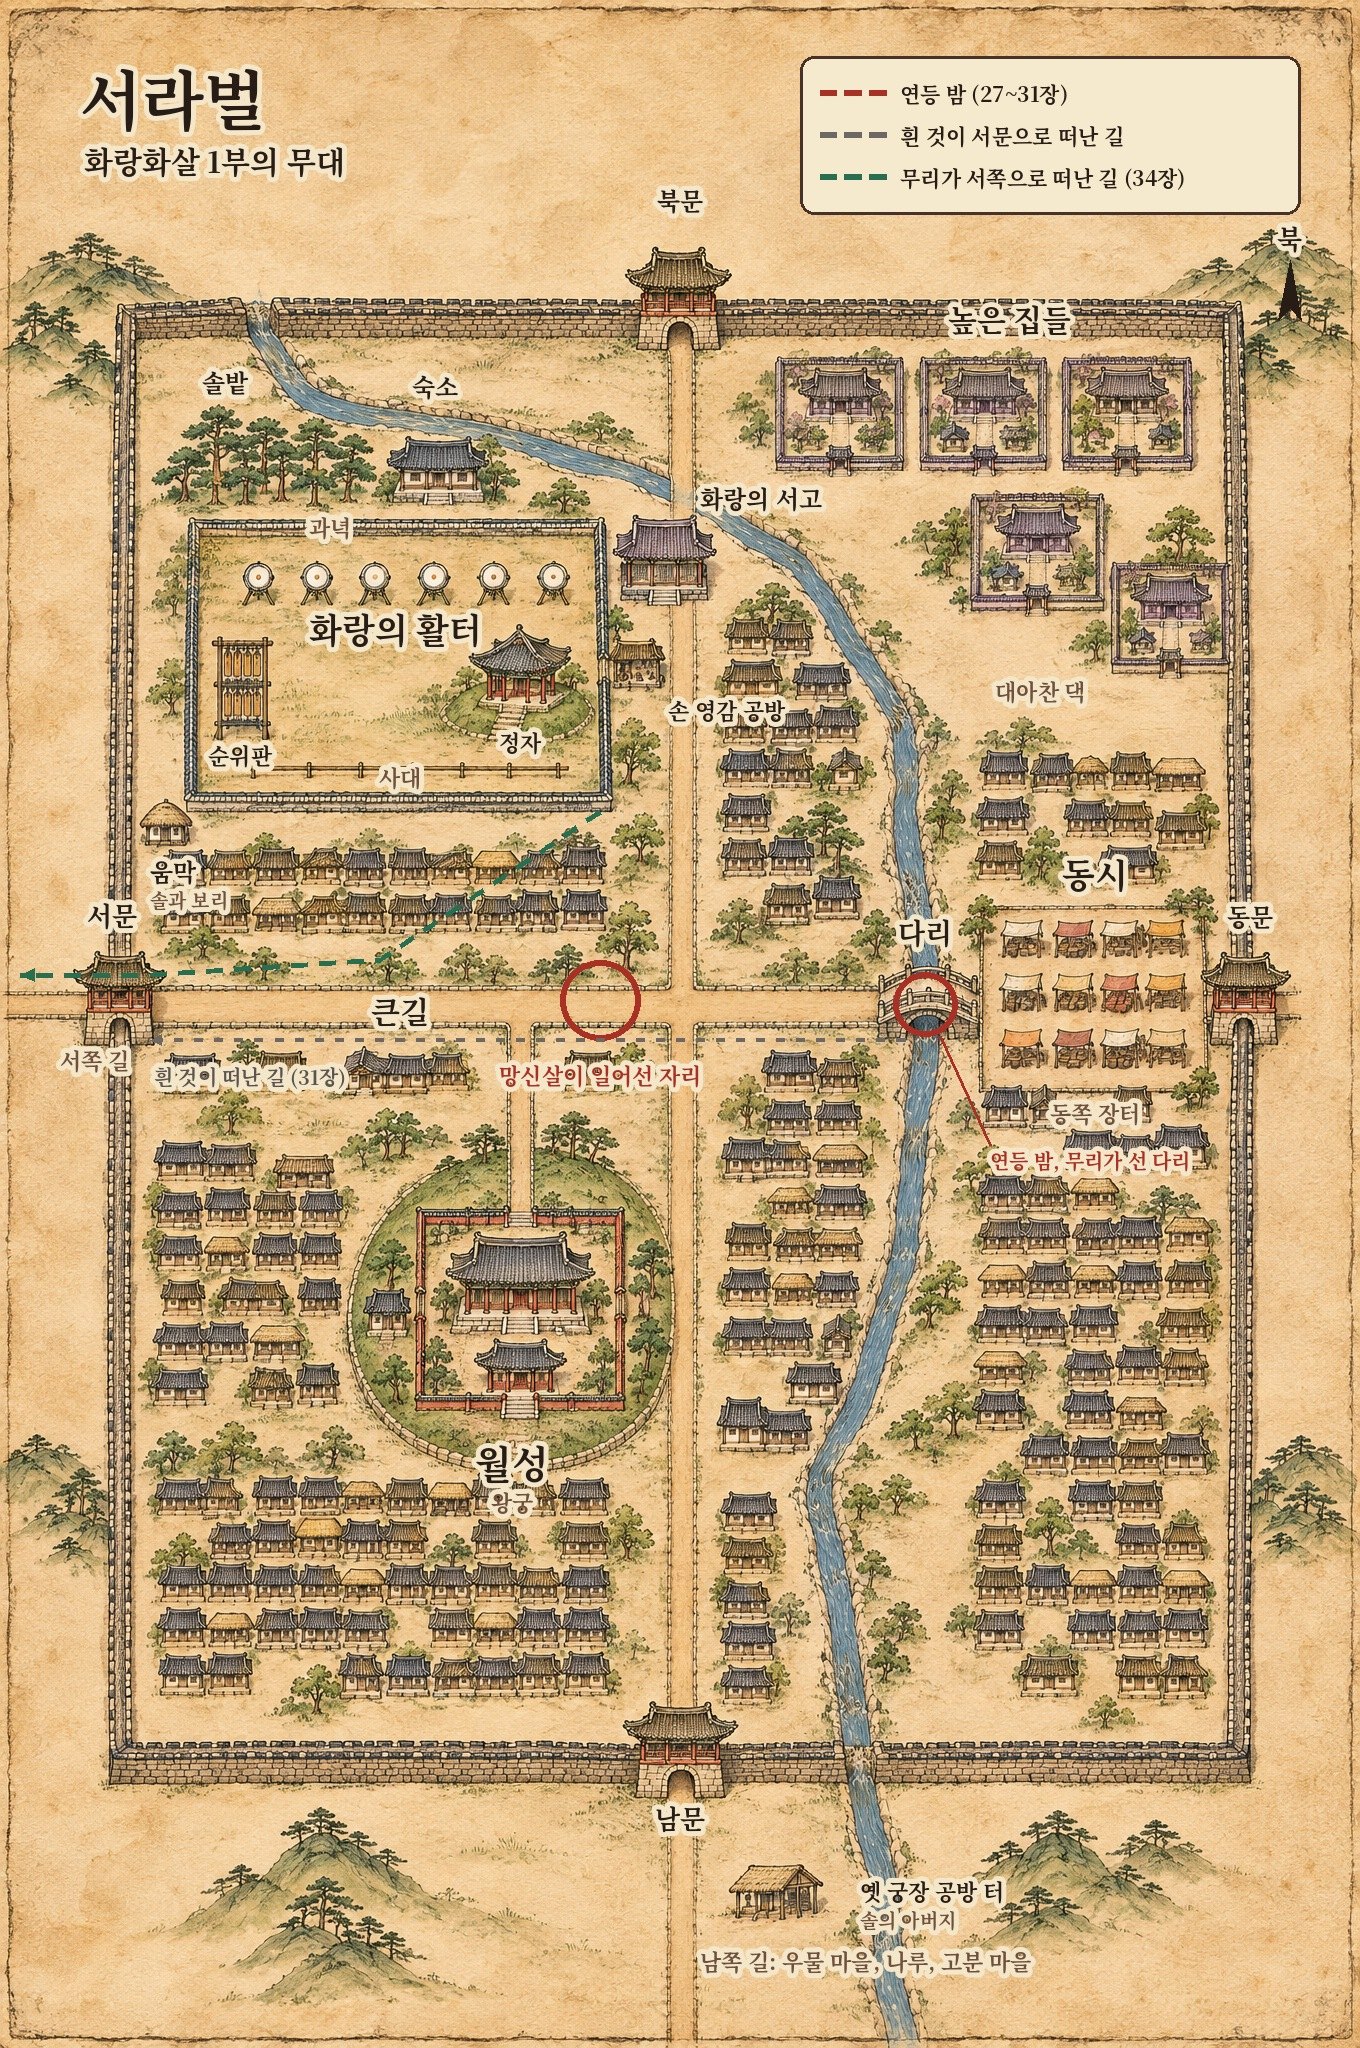 서라벌
화랑화살 1부의 무대
연등 밤 (27~31장)
흰 것이 서문으로 떠난 길
무리가 서쪽으로 떠난 길 (34장)
북문
북
높은 집들
솔밭
숙소
화랑의 서고
과녁
화랑의 활터
대아찬 댁
손 영감 공방
정자
순위판
사대
움막
솔과 보리
서문
동시
동문
다리
큰길
서쪽 길
흰 것이 떠난 길 (31장)
망신살이 일어선 자리
동쪽 장터
연등 밤, 무리가 선 다리
월성
왕궁
남문
옛 궁장 공방 터
솔의 아버지
남쪽 길: 우물 마을, 나루, 고분 마을